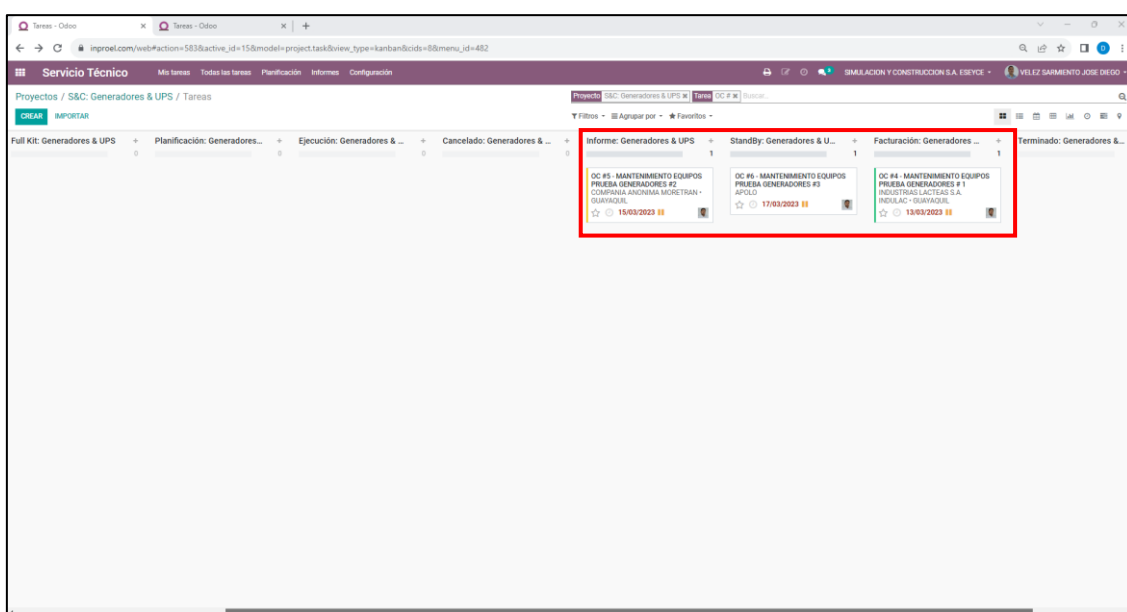 Tareas - Odoo
Tareas - Odoo
inproel.com/web#action=583&active_id=15&model=project.task&view_type=kanban&cids=8&menu_id=482
Servicio Técnico Mis tareas Todas las tareas Planificación Informes Configuración SIMULACION Y CONSTRUCCION S.A. ESEYCE VELEZ SARMIENTO JOSE DIEGO
Proyectos / S&C: Generadores & UPS / Tareas
Proyecto S&C: Generadores & UPS Tarea OC # Buscar...
CREAR IMPORTAR
Filtros Agrupar por Favoritos
Full Kit: Generadores & UPS
0
Planificación: Generadores...
0
Ejecución: Generadores & ...
0
Cancelado: Generadores & ...
0
Informe: Generadores & UPS
1
OC #5 - MANTENIMIENTO EQUIPOS
PRUEBA GENERADORES #2
COMPANIA ANONIMA MORETRAN •
GUAYAQUIL
15/03/2023
StandBy: Generadores & U...
1
OC #6 - MANTENIMIENTO EQUIPOS
PRUEBA GENERADORES #3
APOLO
17/03/2023
Facturación: Generadores ...
1
OC #4 - MANTENIMIENTO EQUIPOS
PRUEBA GENERADORES # 1
INDUSTRIAS LACTEAS S.A.
INDULAC • GUAYAQUIL
13/03/2023
Terminado: Generadores &...